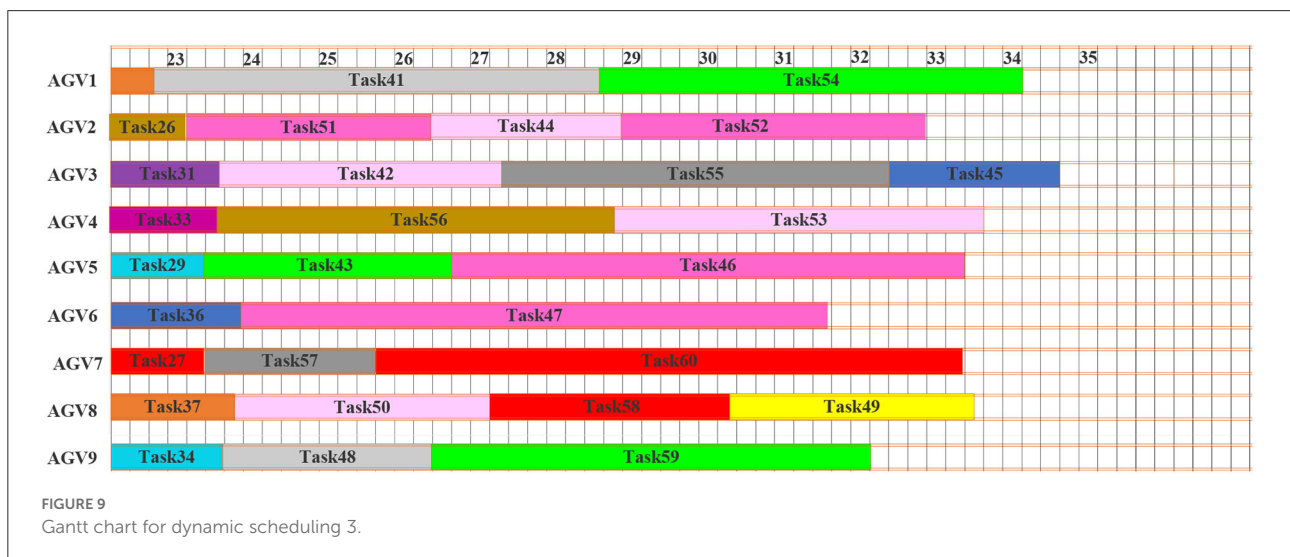 23 24 25 26 27 28 29 30 31 32 33 34 35
AGV1 Task41 Task54
AGV2 Task26 Task51 Task44 Task52
AGV3 Task31 Task42 Task55 Task45
AGV4 Task33 Task56 Task53
AGV5 Task29 Task43 Task46
AGV6 Task36 Task47
AGV7 Task27 Task57 Task60
AGV8 Task37 Task50 Task58 Task49
AGV9 Task34 Task48 Task59
FIGURE 9
Gantt chart for dynamic scheduling 3.